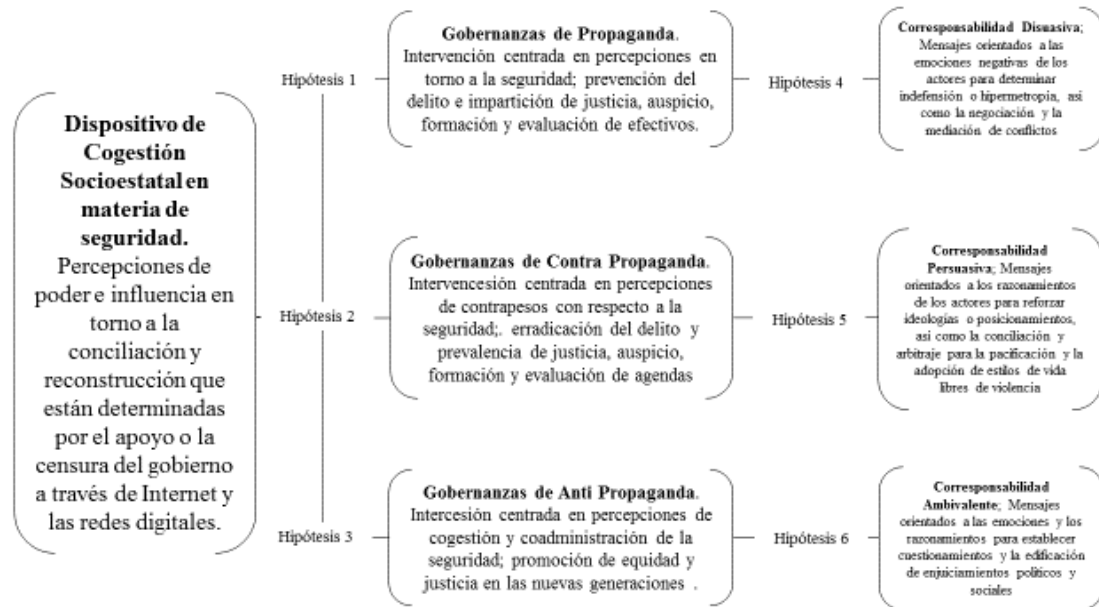 Dispositivo de
Cogestión
Socioestatal en
materia de
seguridad.
Percepciones de
poder e influencia en
torno a la
conciliación y
reconstrucción que
están determinadas
por el apoyo o la
censura del gobierno
a través de Internet y
las redes digitales.
Hipótesis 1
Gobernanzas de Propaganda.
Intervención centrada en percepciones en
torno a la seguridad; prevención del
delito e impartición de justicia, auspicio,
formación y evaluación de efectivos.
Hipótesis 4
Corresponsabilidad Disuasiva;
Mensajes orientados a las
emociones negativas de los
actores para determinar
indefensión o hipermetropía, así
como la negociación y la
mediación de conflictos
Hipótesis 2
Gobernanzas de Contra Propaganda.
Intervencesión centrada en percepciones
de contrapesos con respecto a la
seguridad;. erradicación del delito y
prevalencia de justicia, auspicio,
formación y evaluación de agendas
Hipótesis 5
Corresponsabilidad
Persuasiva; Mensajes
orientados a los razonamientos
de los actores para reforzar
ideologías o posicionamientos,
así como la conciliación y
arbitraje para la pacificación y la
adopción de estilos de vida
libres de violencia
Hipótesis 3
Gobernanzas de Anti Propaganda.
Intercesión centrada en percepciones de
cogestión y coadministración de la
seguridad; promoción de equidad y
justicia en las nuevas generaciones .
Hipótesis 6
Corresponsabilidad
Ambivalente; Mensajes
orientados a las emociones y los
razonamientos para establecer
cuestionamientos y la edificación
de enjuiciamientos políticos y
sociales